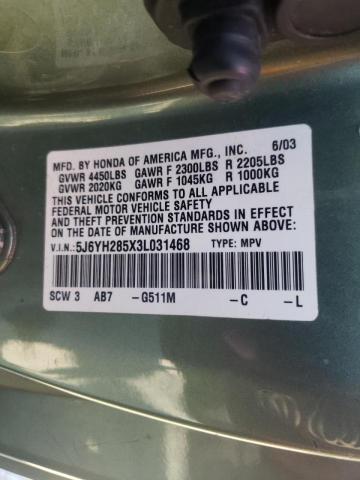 MFD. BY HONDA OF AMERICA MFG., INC. 6/03
GVWR 4450LBS GAWR F 2300LBS R 2205LBS
GVWR 2020KG GAWR F 1045KG R 1000KG
THIS VEHICLE CONFORMS TO ALL APPLICABLE
FEDERAL MOTOR VEHICLE SAFETY
AND THEFT PREVENTION STANDARDS IN EFFECT
ON THE DATE OF MANUFACTURE SHOWN ABOVE.
V.I.N.: 5J6YH285X3L031468 TYPE: MPV
SCW 3 AB7 -G511M -C -L